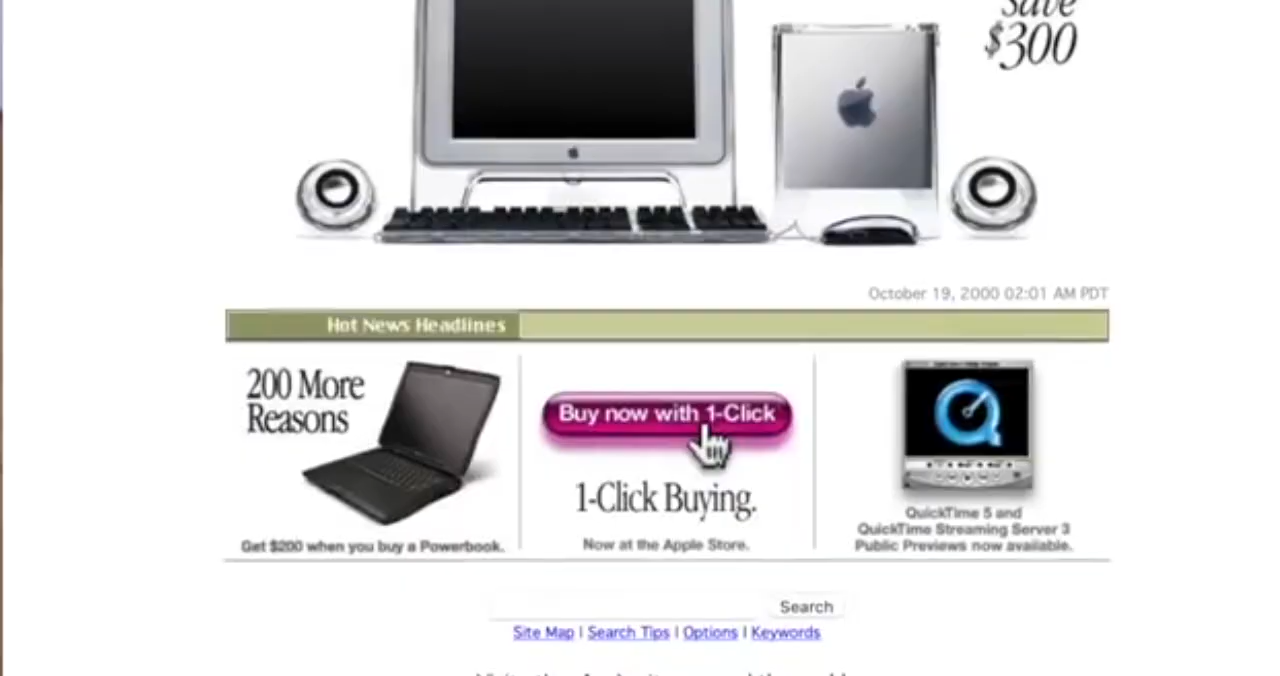 Save
$300
October 19, 2000 02:01 AM PDT
Hot News Headlines
200 More
Reasons
Get $200 when you buy a Powerbook.
Buy now with 1-Click
1-Click Buying.
Now at the Apple Store.
QuickTime 5 and
QuickTime Streaming Server 3
Public Previews now available.
Search
Site Map | Search Tips | Options | Keywords